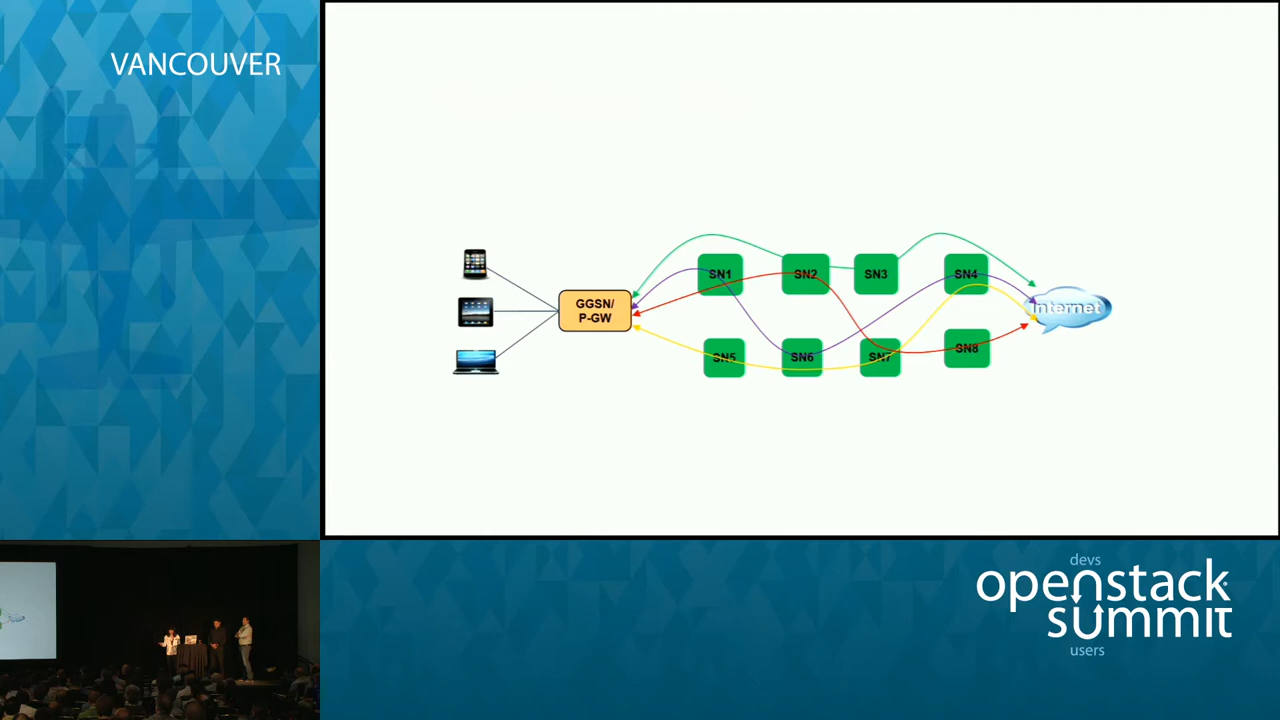 VANCOUVER
SN1
SN2
SN3
SN4
GGSN/
P-GW
Internet
SN5
SN6
SN7
SN8
devs
openstack
summit
users